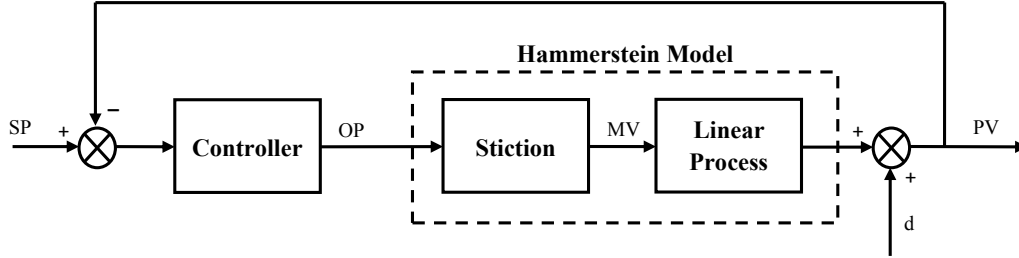 Hammerstein Model
SP
+
−
Controller
OP
Stiction
MV
Linear
Process
+
+
PV
d